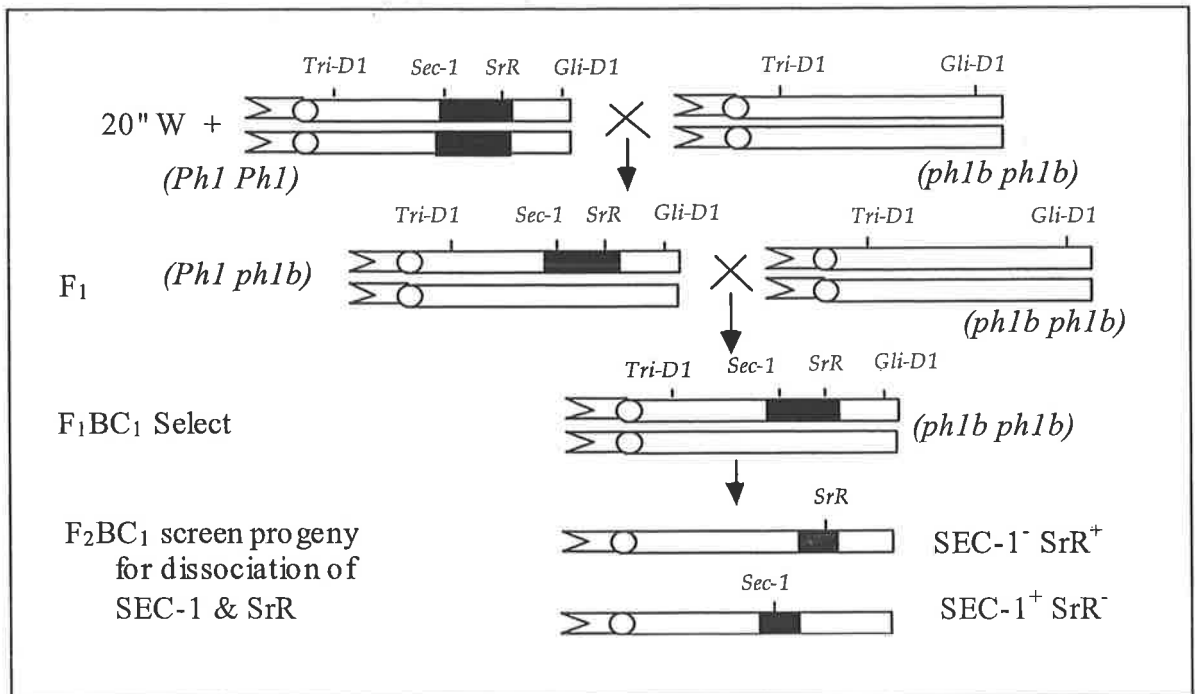 Tri-D1 Sec-1 SrR Gli-D1 Tri-D1 Gli-D1
20" W +
(Ph1 Ph1) (ph1b ph1b)
Tri-D1 Sec-1 SrR Gli-D1 Tri-D1 Gli-D1
F₁ (Ph1 ph1b) (ph1b ph1b)
Tri-D1 Sec-1 SrR Gli-D1
F₁BC₁ Select (ph1b ph1b)
SrR
F₂BC₁ screen progeny SEC-1⁻ SrR⁺
for dissociation of
Sec-1
SEC-1 & SrR SEC-1⁺ SrR⁻